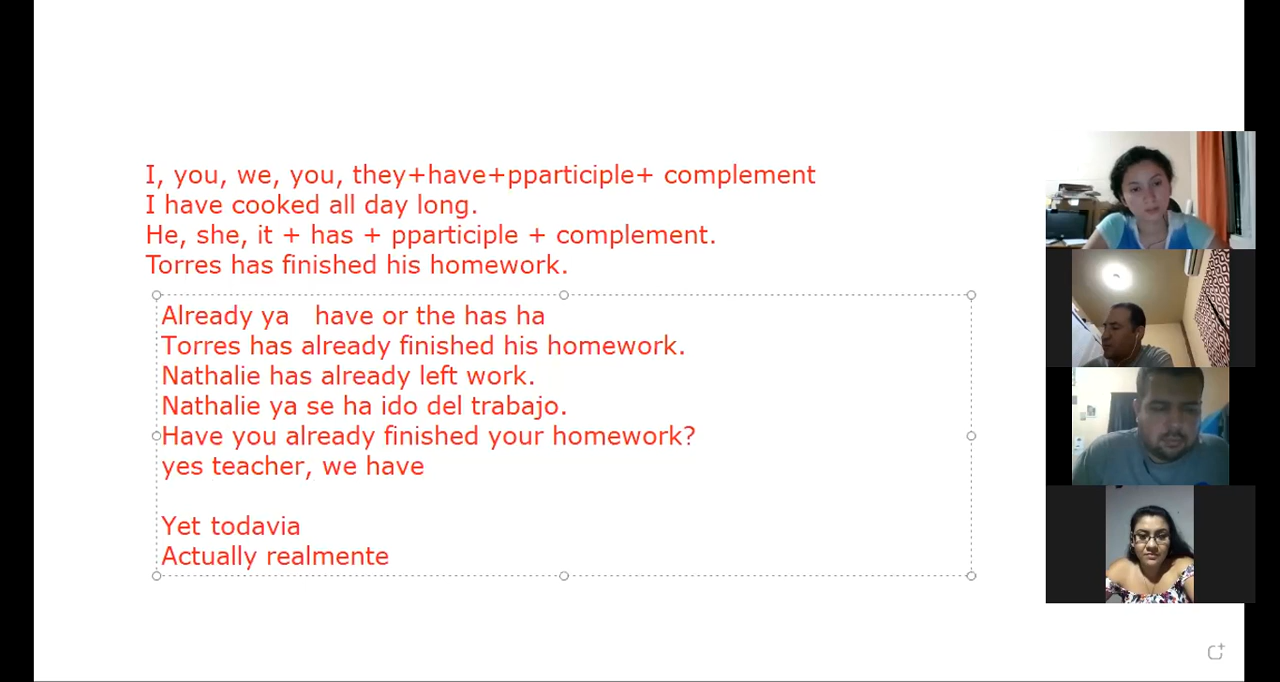 I, you, we, you, they+have+pparticiple+ complement
I have cooked all day long.
He, she, it + has + pparticiple + complement.
Torres has finished his homework.
Already ya   have or the has ha
Torres has already finished his homework.
Nathalie has already left work.
Nathalie ya se ha ido del trabajo.
Have you already finished your homework?
yes teacher, we have
Yet todavia
Actually realmente